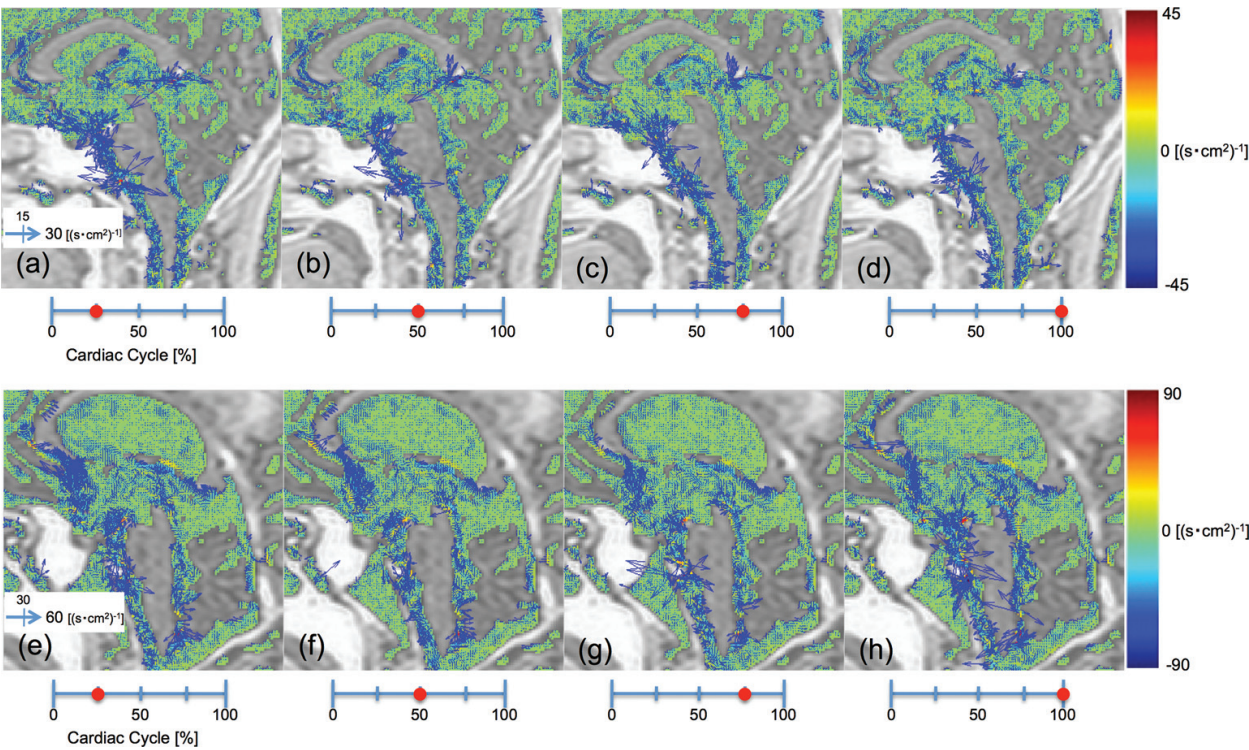 45
0 [(s•cm²)⁻¹]
-45
15
30 [(s•cm²)⁻¹]
(a)
(b)
(c)
(d)
0 50 100
0 50 100
0 50 100
0 50 100
Cardiac Cycle [%]
90
0 [(s•cm²)⁻¹]
-90
30
60 [(s•cm²)⁻¹]
(e)
(f)
(g)
(h)
0 50 100
0 50 100
0 50 100
0 50 100
Cardiac Cycle [%]